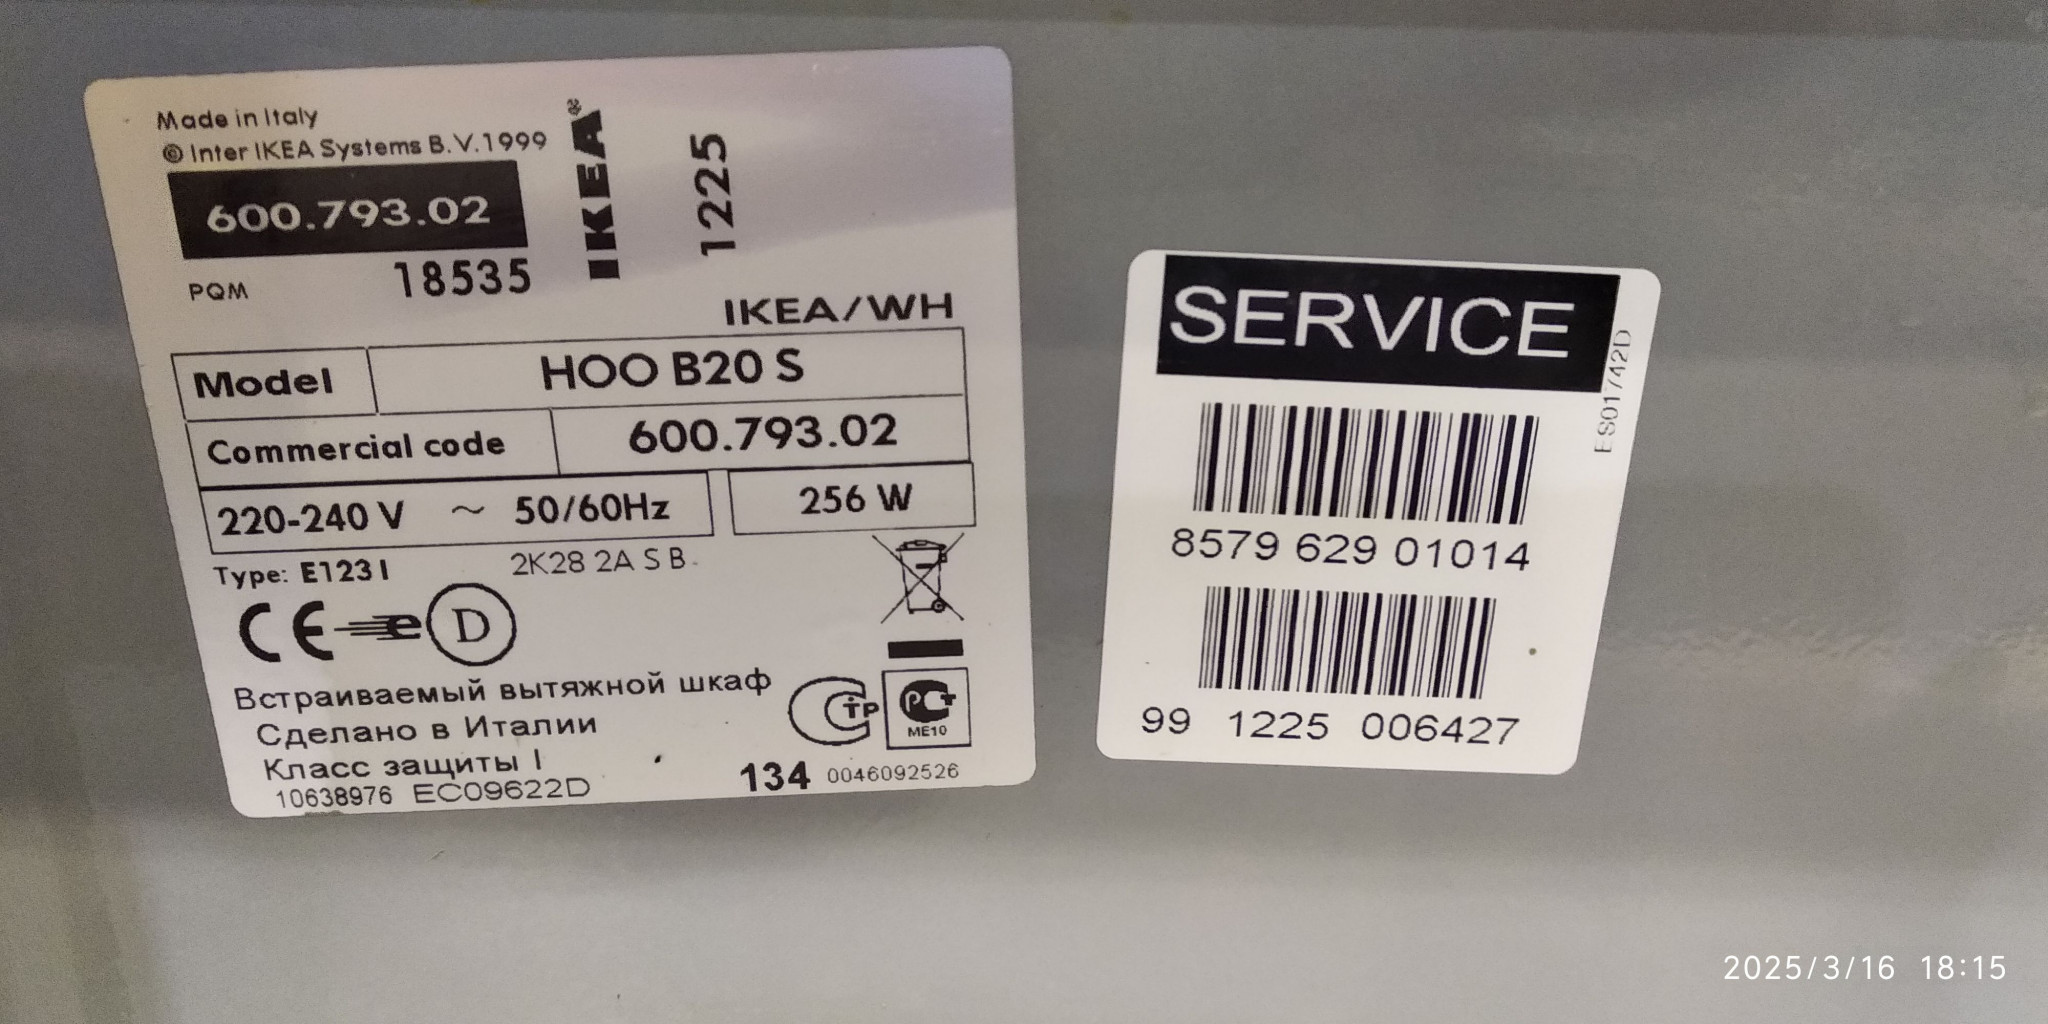 Made in Italy
© Inter IKEA Systems B.V.1999
600.793.02
PQM 18535
IKEA®
1225
IKEA/WH
Model HOO B20 S
Commercial code 600.793.02
220-240 V ~ 50/60Hz 256 W
Type: E123 I 2K28 2A S B
CE e D
Встраиваемый вытяжной шкаф
Сделано в Италии
Класс защиты I
10638976 EC09622D
СТР РСТ
ME10
134 0046092526
SERVICE
ES01742D
8579 629 01014
99 1225 006427
2025/3/16 18:15